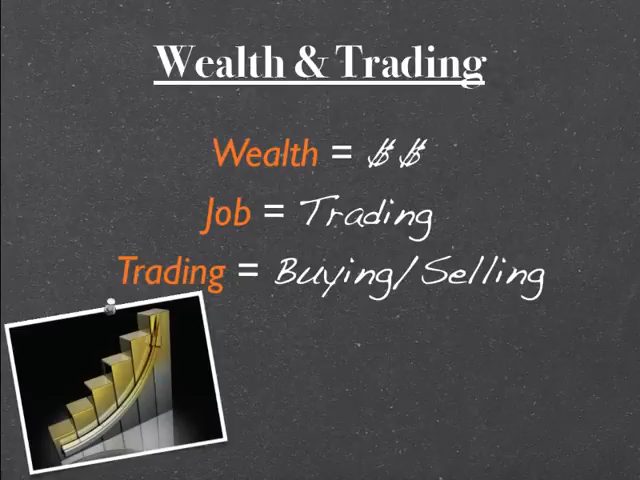 Wealth & Trading
Wealth = $$
Job = Trading
Trading = Buying/Selling